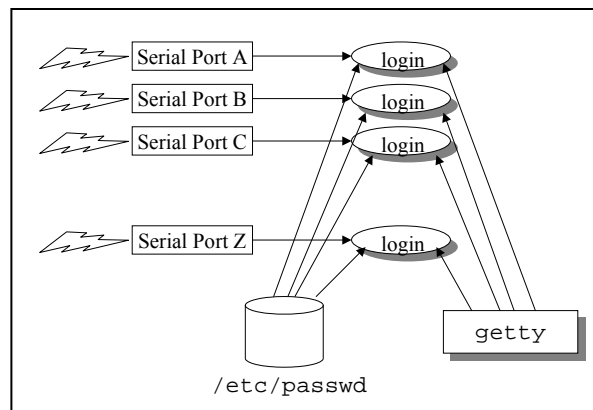 Serial Port A login
Serial Port B login
Serial Port C login
Serial Port Z login
getty
/etc/passwd